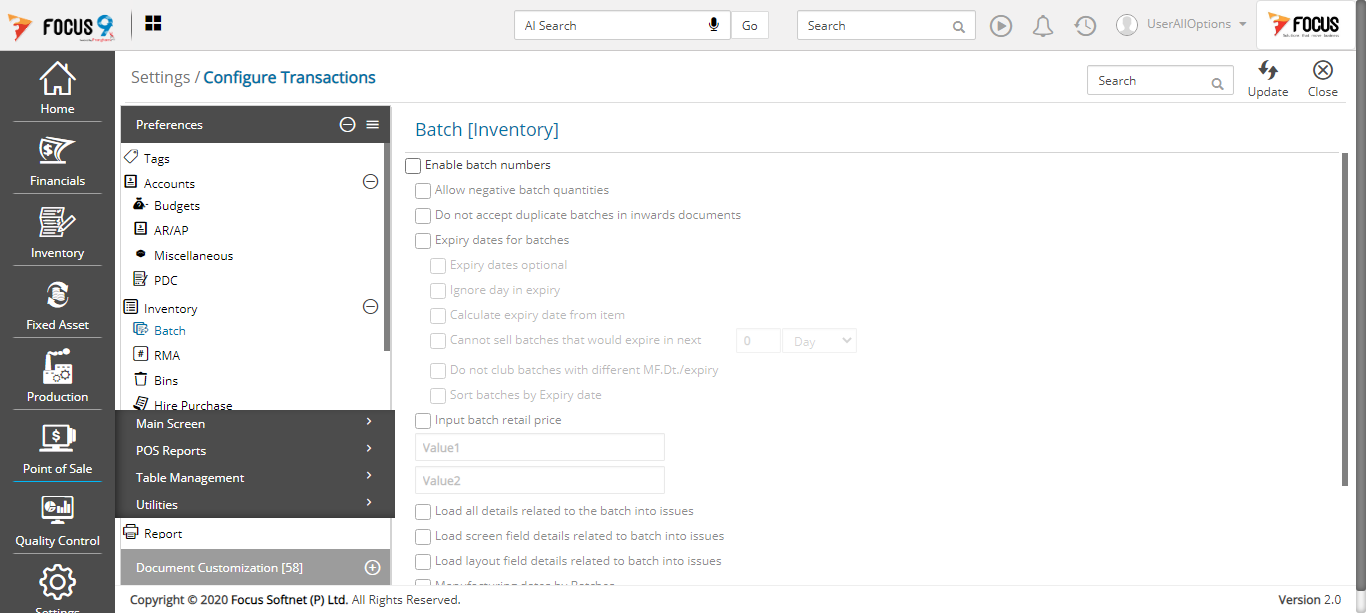 FOCUS 9
AI Search
Go
Search
UserAllOptions
FOCUS
Home
Financials
Inventory
Fixed Asset
Production
Point of Sale
Quality Control
Settings
Settings / Configure Transactions
Search
Update
Close
Preferences
Tags
Accounts
Budgets
AR/AP
Miscellaneous
PDC
Inventory
Batch
RMA
Bins
Hire Purchase
Main Screen
POS Reports
Table Management
Utilities
Report
Document Customization [58]
Batch [Inventory]
Enable batch numbers
Allow negative batch quantities
Do not accept duplicate batches in inwards documents
Expiry dates for batches
Expiry dates optional
Ignore day in expiry
Calculate expiry date from item
Cannot sell batches that would expire in next 0 Day
Do not club batches with different MF.Dt./expiry
Sort batches by Expiry date
Input batch retail price
Value1
Value2
Load all details related to the batch into issues
Load screen field details related to batch into issues
Load layout field details related to batch into issues
Manufacturing dates by Batches
Copyright © 2020 Focus Softnet (P) Ltd. All Rights Reserved.
Version 2.0